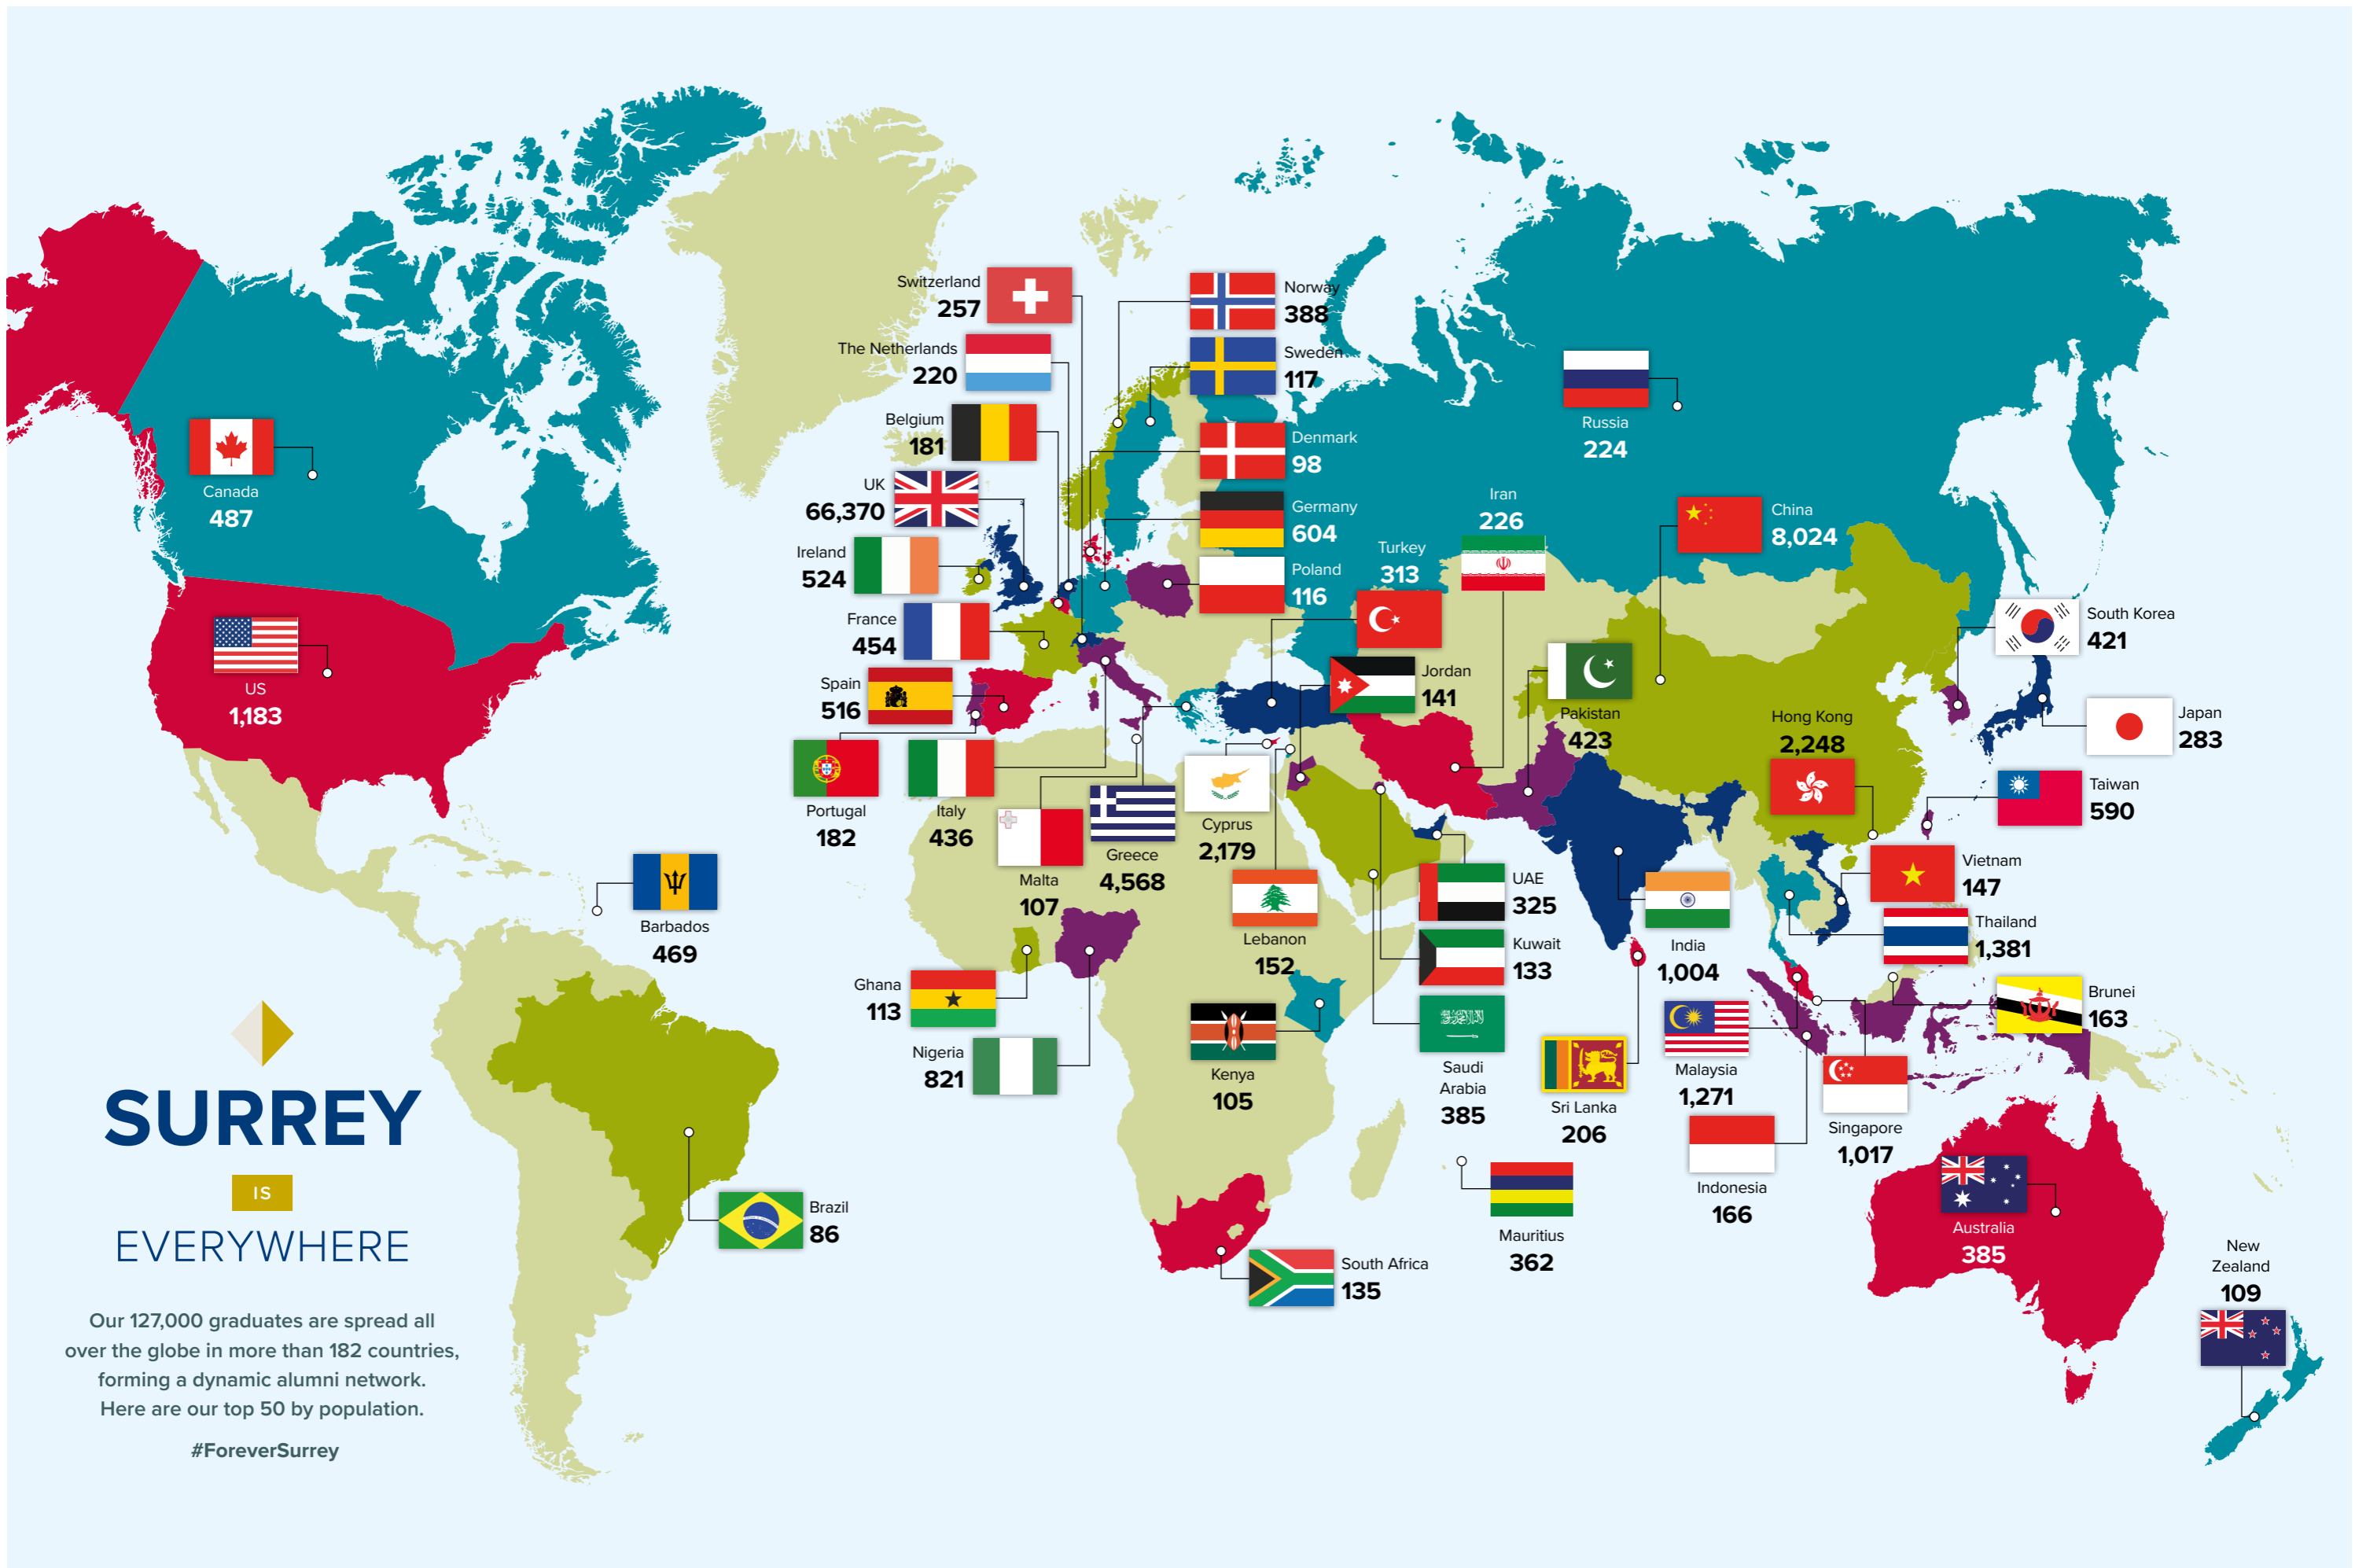 Switzerland
257
Norway
388
The Netherlands
220
Sweden
117
Belgium
181
Russia
224
Denmark
98
Canada
487
UK
66,370
Iran
226
China
8,024
Germany
604
Turkey
313
Ireland
524
Poland
116
South Korea
421
France
454
US
1,183
Spain
516
Jordan
141
Pakistan
423
Hong Kong
2,248
Japan
283
Taiwan
590
Portugal
182
Italy
436
Malta
107
Greece
4,568
Cyprus
2,179
Lebanon
152
UAE
325
Vietnam
147
Thailand
1,381
Barbados
469
Kuwait
133
India
1,004
Ghana
113
Nigeria
821
Kenya
105
Saudi
Arabia
385
Sri Lanka
206
Malaysia
1,271
Brunei
163
Singapore
1,017
Indonesia
166
Brazil
86
Mauritius
362
South Africa
135
Australia
385
New
Zealand
109
SURREY
IS
EVERYWHERE
Our 127,000 graduates are spread all
over the globe in more than 182 countries,
forming a dynamic alumni network.
Here are our top 50 by population.
#ForeverSurrey